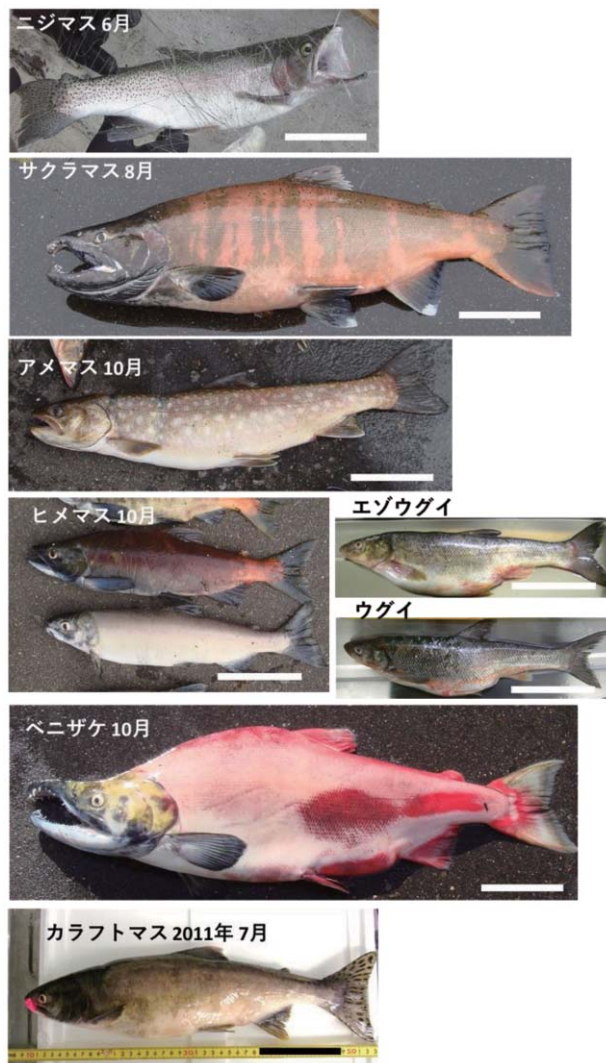 ニジマス 6月
サクラマス 8月
アメマス 10月
ヒメマス 10月
エゾウグイ
ウグイ
ベニザケ 10月
カラフトマス 2011年 7月